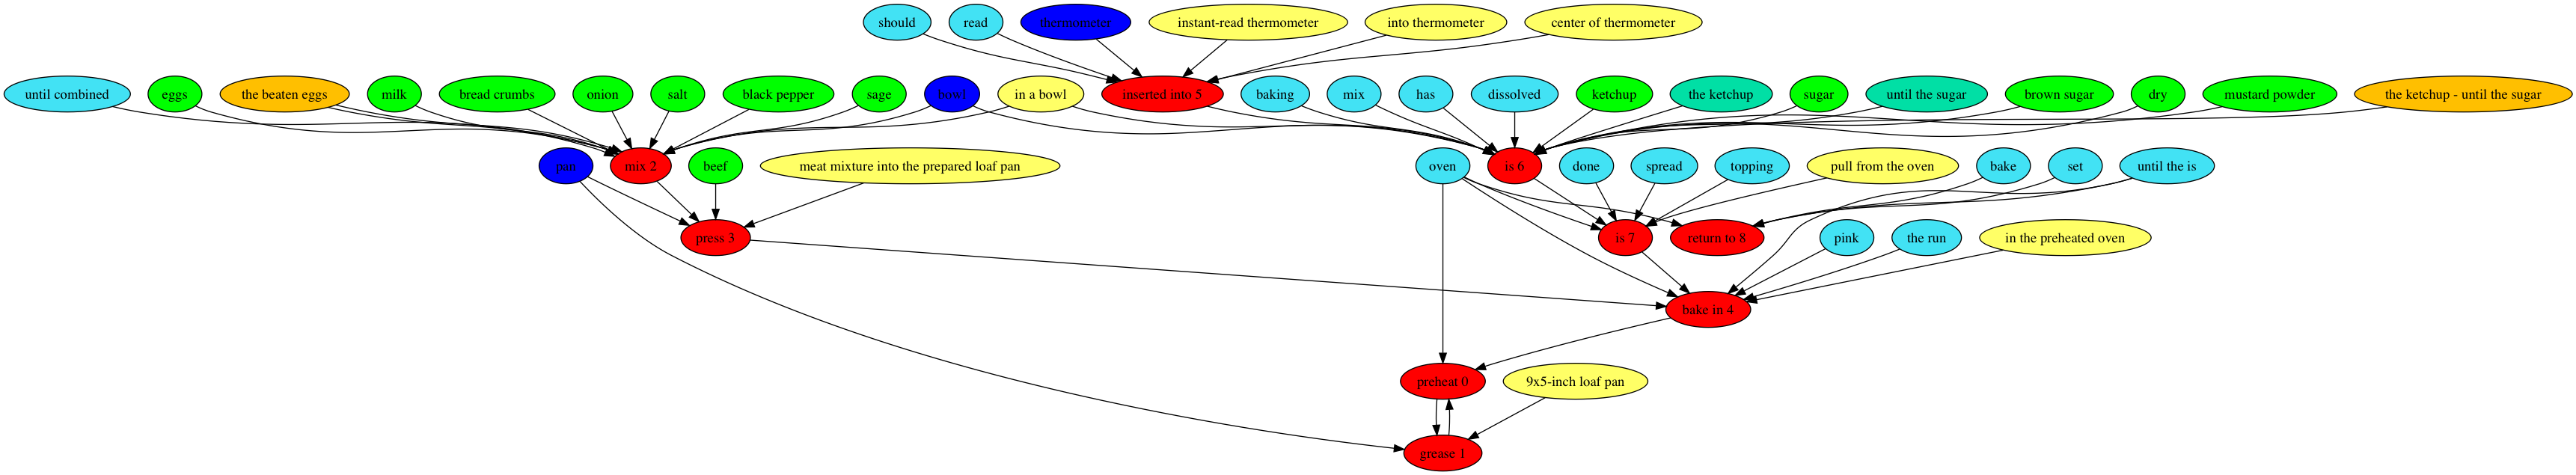 should
read
thermometer
instant-read thermometer
into thermometer
center of thermometer
until combined
eggs
the beaten eggs
milk
bread crumbs
onion
salt
black pepper
sage
bowl
in a bowl
inserted into 5
baking
mix
has
dissolved
ketchup
the ketchup
sugar
until the sugar
brown sugar
dry
mustard powder
the ketchup - until the sugar
pan
mix 2
beef
meat mixture into the prepared loaf pan
oven
is 6
done
spread
topping
pull from the oven
bake
set
until the is
press 3
is 7
return to 8
pink
the run
in the preheated oven
bake in 4
preheat 0
9x5-inch loaf pan
grease 1